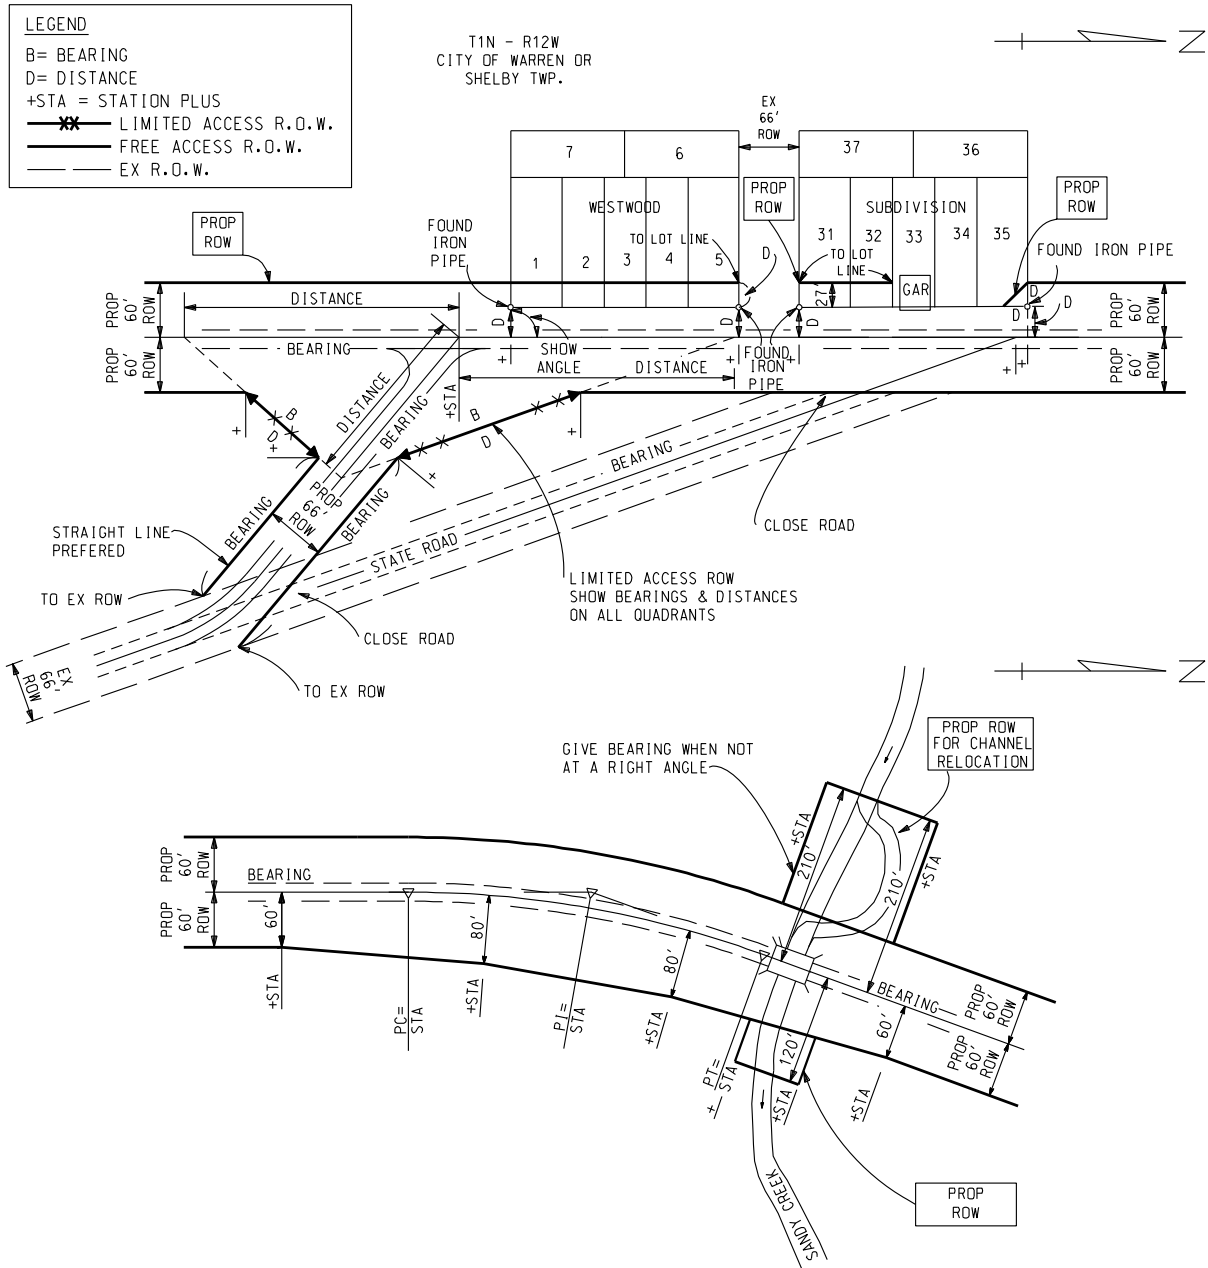 LEGEND
B= BEARING
D= DISTANCE
+STA = STATION PLUS
LIMITED ACCESS R.O.W.
FREE ACCESS R.O.W.
EX R.O.W.
T1N - R12W
CITY OF WARREN OR
SHELBY TWP.
N
EX
66'
ROW
7
6
37
36
PROP
ROW
FOUND
IRON
PIPE
WESTWOOD
TO LOT LINE
1
2
3
4
5
PROP
ROW
D
SUBDIVISION
31
32
33
34
35
TO LOT
LINE
27'
GAR
PROP
ROW
FOUND IRON PIPE
PROP
60'
ROW
PROP
60'
ROW
DISTANCE
BEARING
D
+
SHOW
ANGLE
DISTANCE
D
+
FOUND
IRON
PIPE
D
+
D
D
D
+
+
PROP
60'
ROW
PROP
60'
ROW
+STA
DISTANCE
BEARING
B
D
+
+
B
D
+
+
BEARING
PROP
66'
ROW
BEARING
BEARING
STATE ROAD
CLOSE ROAD
STRAIGHT LINE
PREFERED
TO EX ROW
LIMITED ACCESS ROW
SHOW BEARINGS & DISTANCES
ON ALL QUADRANTS
CLOSE ROAD
EX
66'
ROW
TO EX ROW
N
GIVE BEARING WHEN NOT
AT A RIGHT ANGLE
PROP ROW
FOR CHANNEL
RELOCATION
+STA
210'
210'
+STA
PROP
60'
ROW
PROP
60'
ROW
BEARING
60'
80'
80'
BEARING
60'
120'
PROP
60'
ROW
PROP
60'
ROW
+STA
PC=
STA
+STA
PI=
STA
+STA
PT=
+ STA
+STA
+STA
SANDY CREEK
PROP
ROW